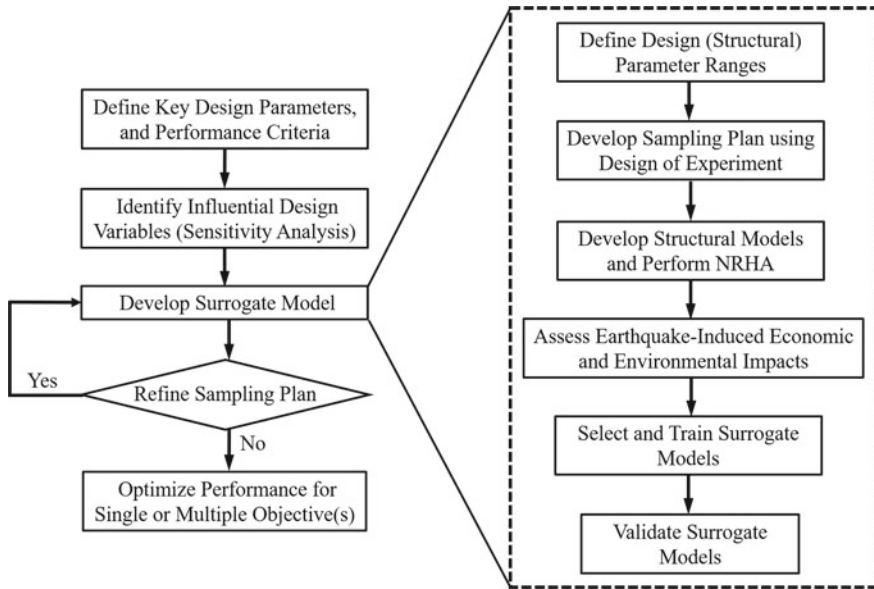 Define Key Design Parameters,
and Performance Criteria
Identify Influential Design
Variables (Sensitivity Analysis)
Develop Surrogate Model
Yes
Refine Sampling Plan
No
Optimize Performance for
Single or Multiple Objective(s)
Define Design (Structural)
Parameter Ranges
Develop Sampling Plan using
Design of Experiment
Develop Structural Models
and Perform NRHA
Assess Earthquake-Induced Economic
and Environmental Impacts
Select and Train Surrogate
Models
Validate Surrogate
Models